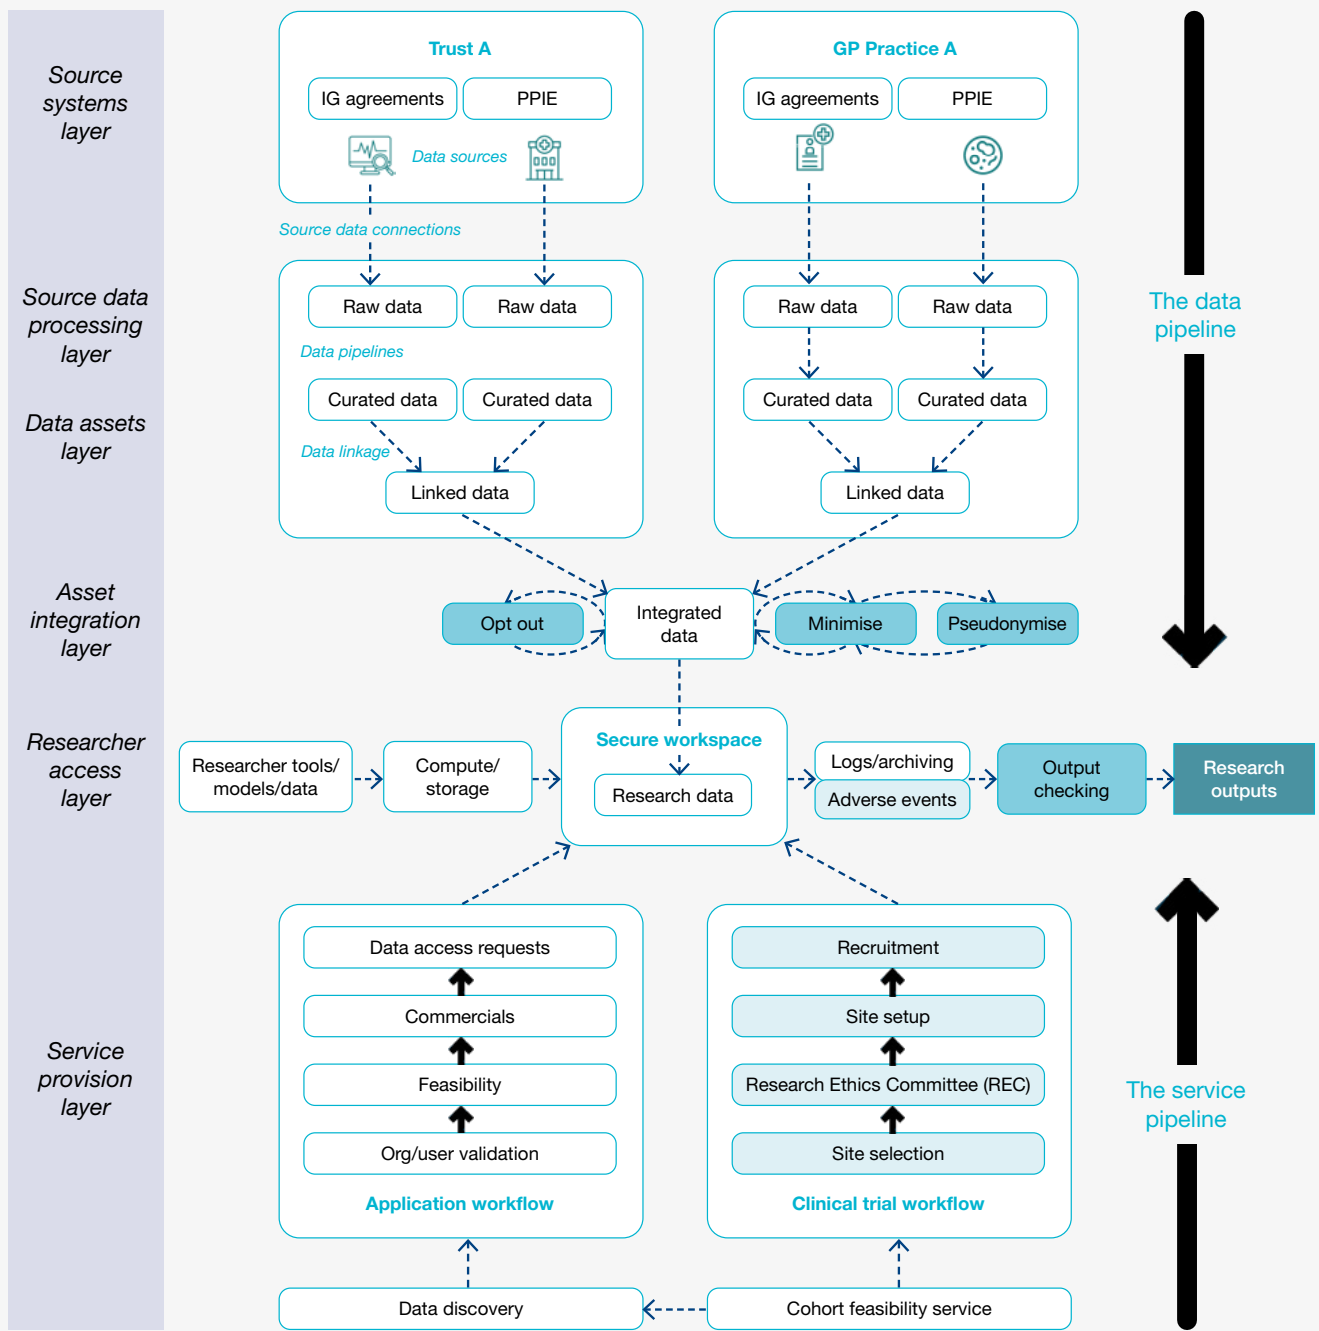 Source
systems
layer
Trust A
IG agreements
PPIE
Data sources
GP Practice A
IG agreements
PPIE
Source data connections
Source data
processing
layer
Raw data
Raw data
Data pipelines
Raw data
Raw data
The data
pipeline
Data assets
layer
Curated data
Curated data
Data linkage
Linked data
Curated data
Curated data
Linked data
Asset
integration
layer
Opt out
Integrated
data
Minimise
Pseudonymise
Researcher
access
layer
Researcher tools/
models/data
Compute/
storage
Secure workspace
Research data
Logs/archiving
Adverse events
Output
checking
Research
outputs
Service
provision
layer
Data access requests
Commercials
Feasibility
Org/user validation
Application workflow
Recruitment
Site setup
Research Ethics Committee (REC)
Site selection
Clinical trial workflow
The service
pipeline
Data discovery
Cohort feasibility service